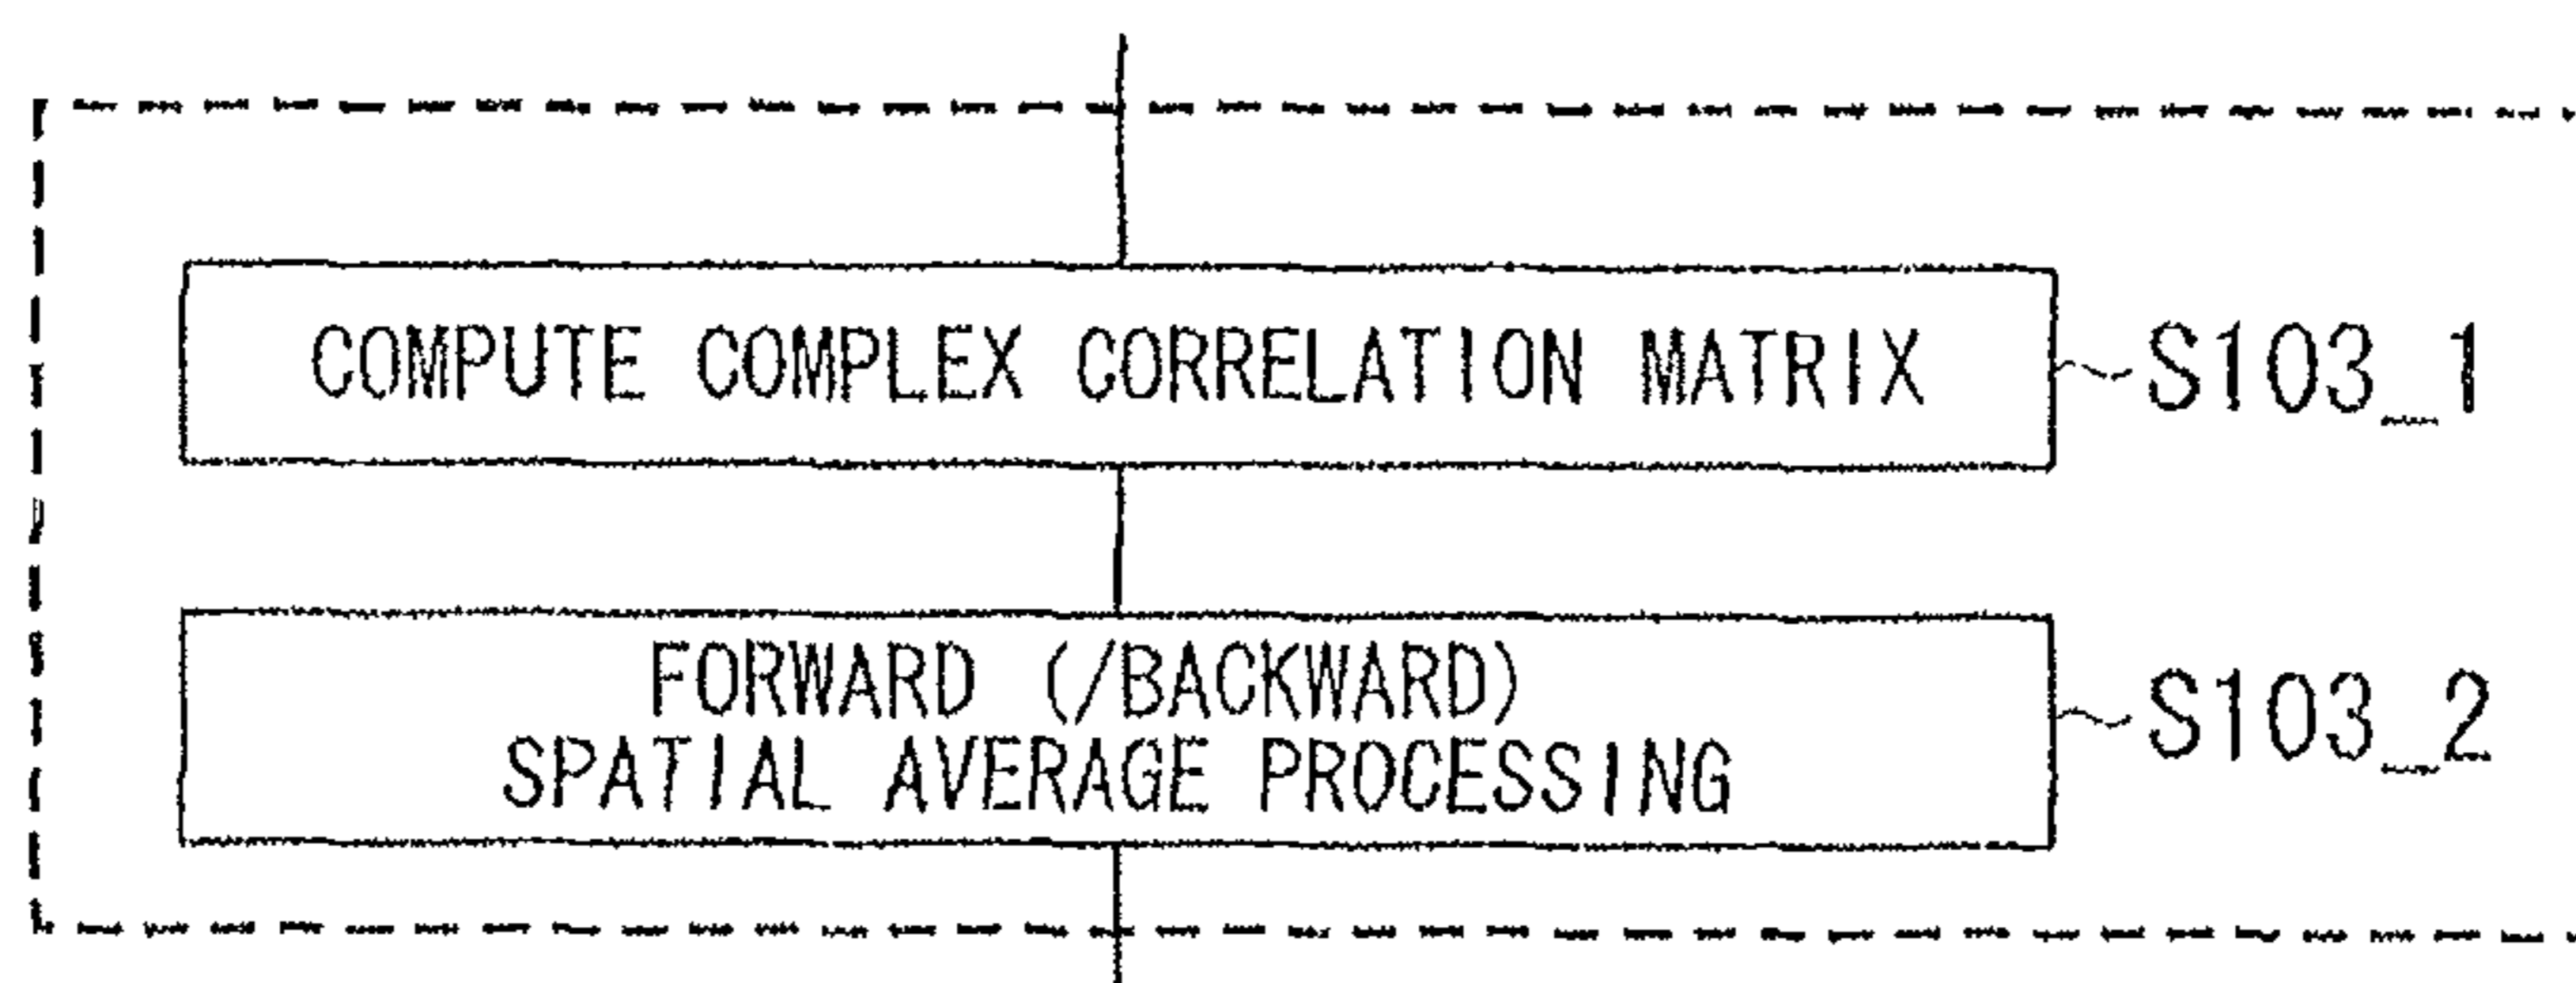 COMPUTE COMPLEX CORRELATION MATRIX
S103_1
FORWARD (/BACKWARD)
SPATIAL AVERAGE PROCESSING
S103_2